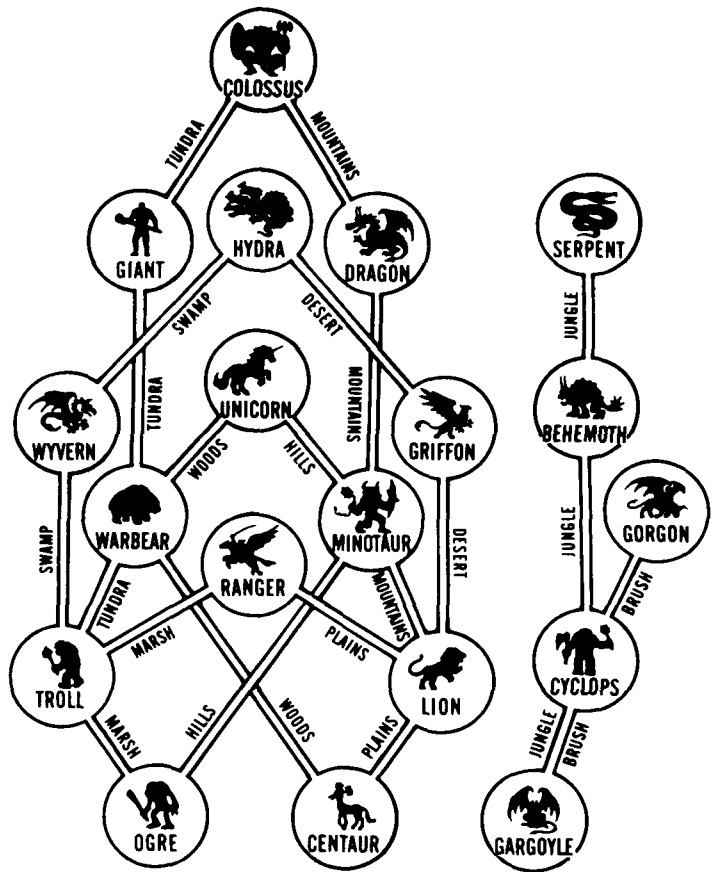 COLOSSUS
TUNDRA
MOUNTAINS
GIANT
HYDRA
DRAGON
SERPENT
SWAMP
DESERT
JUNGLE
TUNDRA
UNICORN
MOUNTAINS
WYVERN
GRIFFON
BEHEMOTH
WOODS
HILLS
WARBEAR
MINOTAUR
GORGON
SWAMP
RANGER
DESERT
JUNGLE
TUNDRA
MOUNTAINS
BRUSH
MARSH
PLAINS
TROLL
LION
CYCLOPS
MARSH
HILLS
WOODS
PLAINS
JUNGLE
BRUSH
OGRE
CENTAUR
GARGOYLE